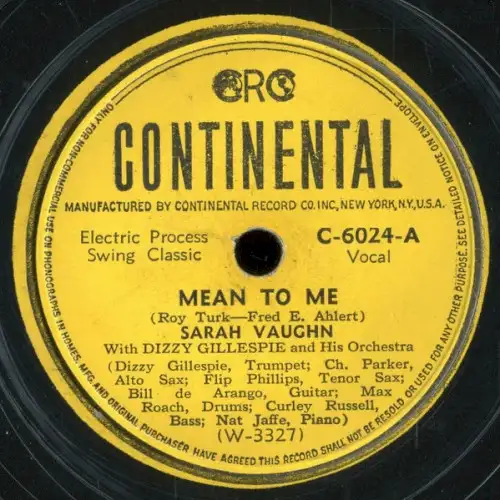 CRC
CONTINENTAL
MANUFACTURED BY CONTINENTAL RECORD CO. INC, NEW YORK, N.Y., U.S.A.
Electric Process
Swing Classic
C-6024-A
Vocal
MEAN TO ME
(Roy Turk—Fred E. Ahlert)
SARAH VAUGHN
With DIZZY GILLESPIE and His Orchestra
(Dizzy Gillespie, Trumpet; Ch. Parker,
Alto Sax; Flip Phillips, Tenor Sax;
Bill de Arango, Guitar; Max
Roach, Drums; Curley Russell,
Bass; Nat Jaffe, Piano)
(W-3327)
ONLY FOR NON-COMMERCIAL USE ON PHONOGRAPHS IN HOMES. MFG. AND ORIGINAL PURCHASER HAVE AGREED THIS RECORD SHALL NOT BE RESOLD OR USED FOR ANY OTHER PURPOSE. SEE DETAILED NOTICE ON ENVELOPE